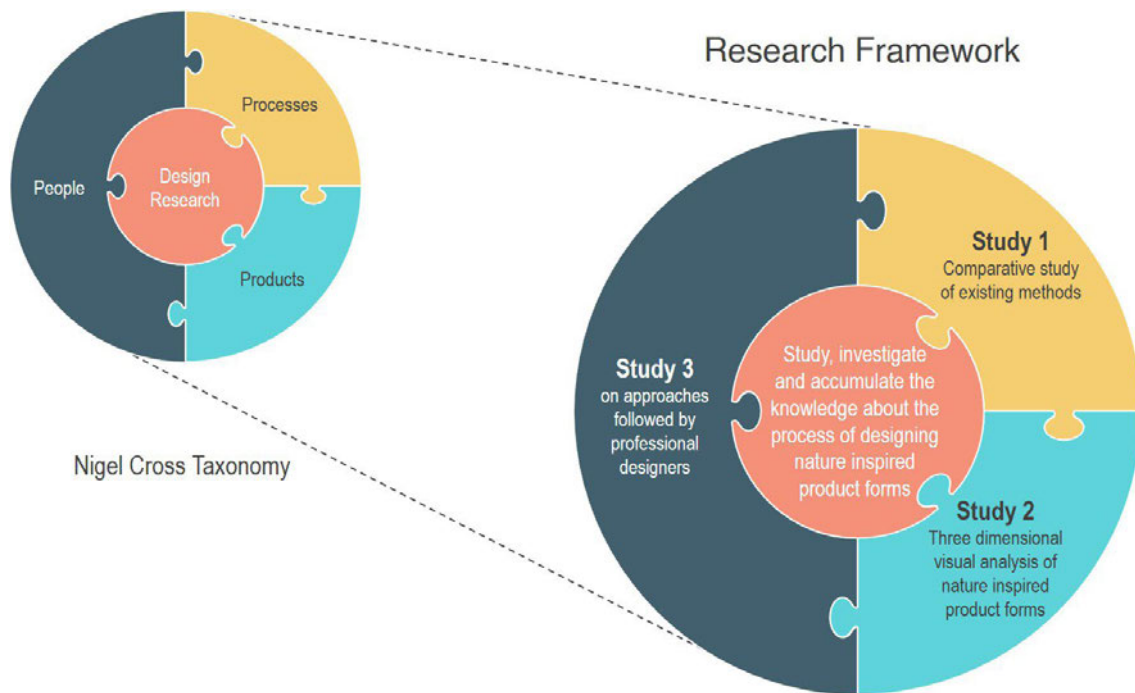 Research Framework
Processes
People
Design
Research
Products
Nigel Cross Taxonomy
Study 1
Comparative study
of existing methods
Study 3
on approaches
followed by
professional
designers
Study, investigate
and accumulate the
knowledge about the
process of designing
nature inspired
product forms
Study 2
Three dimensional
visual analysis of
nature inspired
product forms